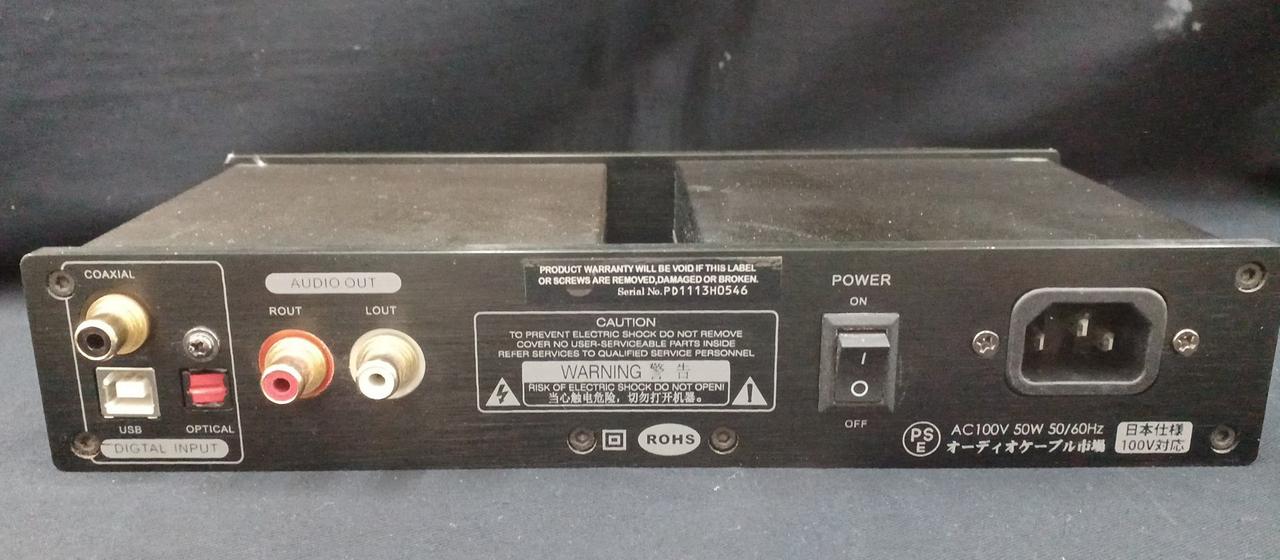 COAXIAL
USB
OPTICAL
DIGTAL INPUT
AUDIO OUT
ROUT
LOUT
PRODUCT WARRANTY WILL BE VOID IF THIS LABEL
OR SCREWS ARE REMOVED,DAMAGED OR BROKEN.
Serial No.PD1113H0546
CAUTION
TO PREVENT ELECTRIC SHOCK DO NOT REMOVE
COVER NO USER-SERVICEABLE PARTS INSIDE
REFER SERVICES TO QUALIFIED SERVICE PERSONNEL
WARNING 警告
RISK OF ELECTRIC SHOCK DO NOT OPEN!
当心触电危险，切勿打开机器。
ROHS
POWER
ON
I
O
OFF
PSE
AC100V 50W 50/60Hz
オーディオケーブル市場
日本仕様
100V対応